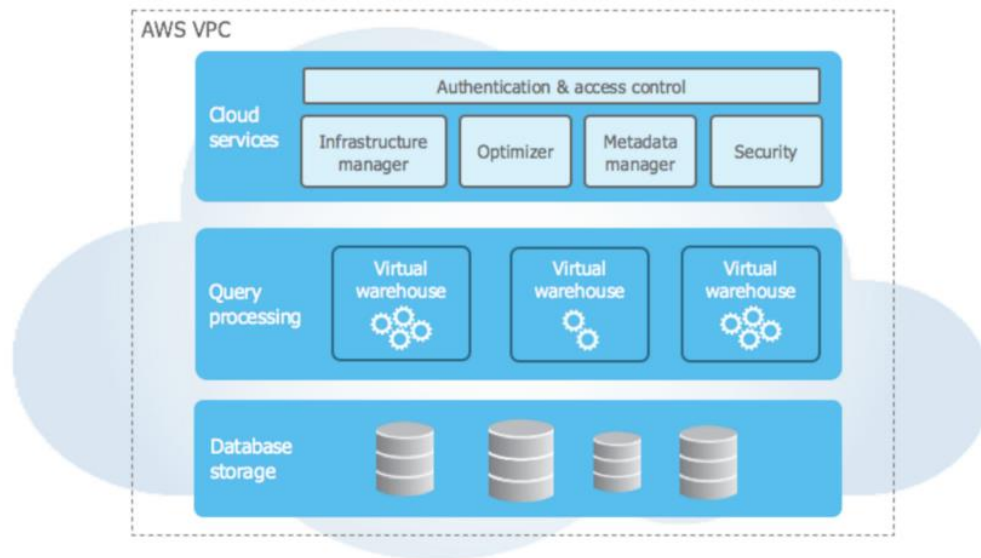 AWS VPC
Cloud
services
Authentication & access control
Infrastructure
manager
Optimizer
Metadata
manager
Security
Query
processing
Virtual
warehouse
Virtual
warehouse
Virtual
warehouse
Database
storage